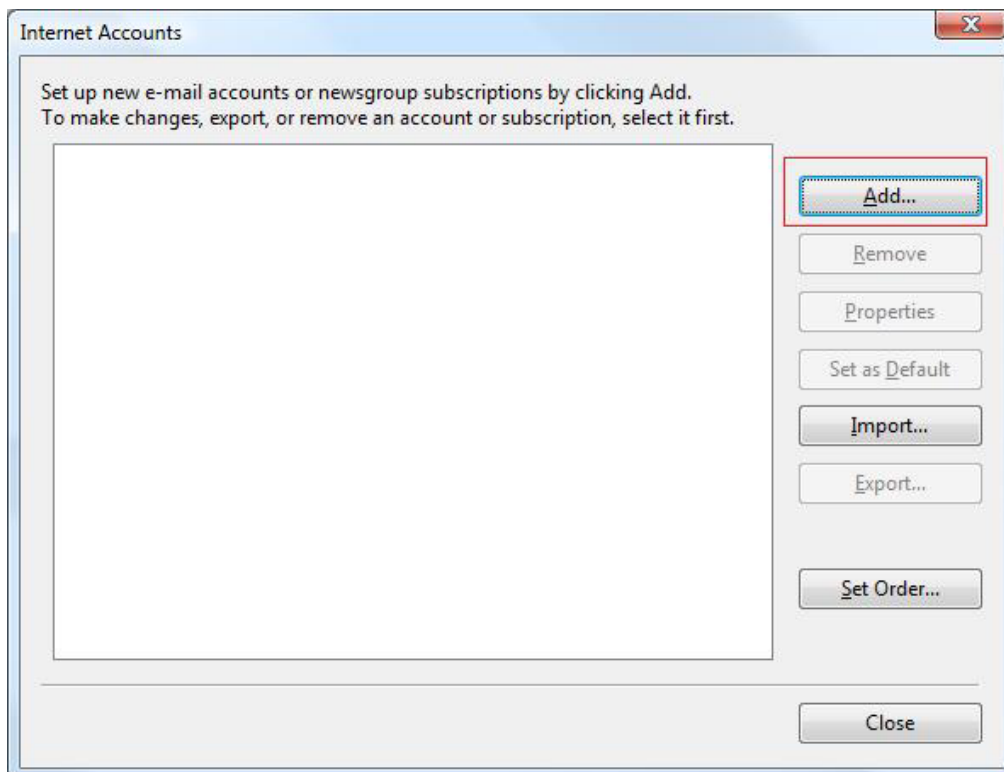 Internet Accounts
Set up new e-mail accounts or newsgroup subscriptions by clicking Add.
To make changes, export, or remove an account or subscription, select it first.
Add...
Remove
Properties
Set as Default
Import...
Export...
Set Order...
Close